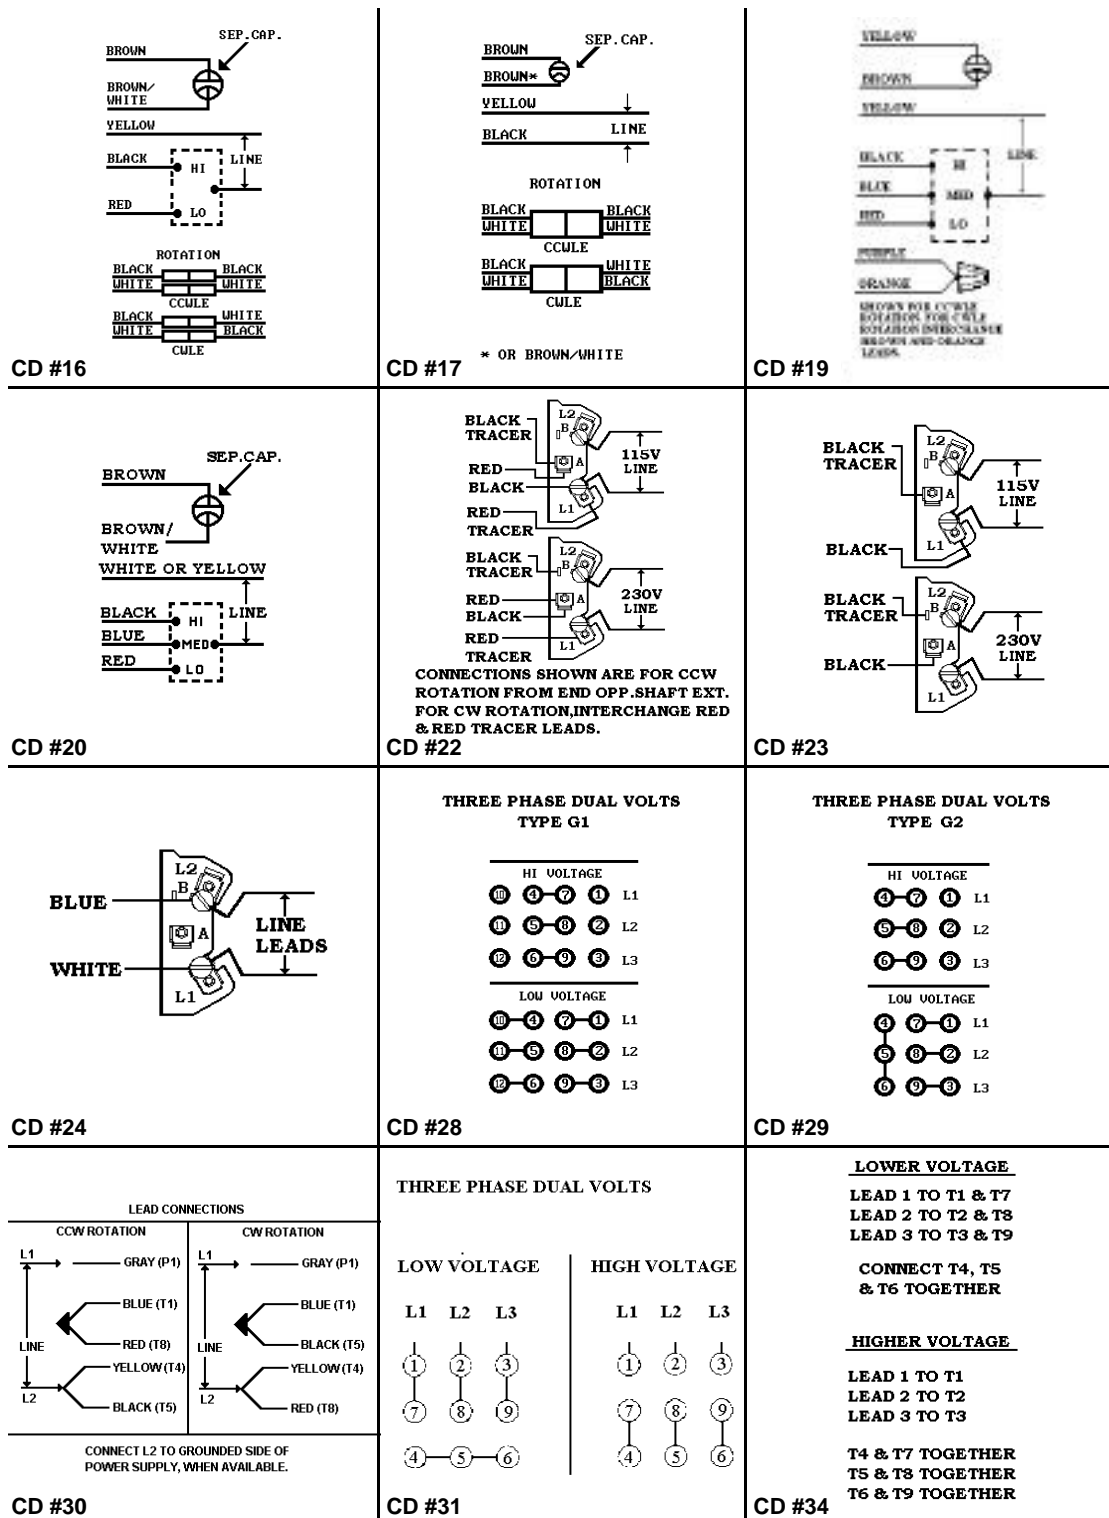 SEP.CAP.
BROWN
BROWN/
WHITE
YELLOW
BLACK
HI
LINE
RED
LO
ROTATION
BLACK BLACK
WHITE WHITE
CCWLE
BLACK WHITE
WHITE BLACK
CWLE
CD #16
SEP.CAP.
BROWN
BROWN*
YELLOW
BLACK
LINE
ROTATION
BLACK BLACK
WHITE WHITE
CCWLE
BLACK WHITE
WHITE BLACK
CWLE
* OR BROWN/WHITE
CD #17
YELLOW
BROWN
YELLOW
BLACK
HI
LINE
BLUE
MED
RED
LO
PURPLE
ORANGE
SHOWN FOR CCWLE
ROTATION. FOR CWLE
ROTATION INTERCHANGE
BROWN AND ORANGE
LEADS.
CD #19
SEP.CAP.
BROWN
BROWN/
WHITE
WHITE OR YELLOW
BLACK
HI
LINE
BLUE
MED
RED
LO
CD #20
L2
BLACK
TRACER
B
115V
LINE
RED
A
BLACK
RED
TRACER
L1
BLACK
TRACER
L2
B
RED
A
230V
LINE
BLACK
RED
TRACER
L1
CONNECTIONS SHOWN ARE FOR CCW
ROTATION FROM END OPP.SHAFT EXT.
FOR CW ROTATION,INTERCHANGE RED
& RED TRACER LEADS.
CD #22
L2
BLACK
TRACER
B
A
115V
LINE
L1
BLACK
L2
BLACK
TRACER
B
A
230V
LINE
BLACK
L1
CD #23
L2
B
BLUE
A
LINE
LEADS
WHITE
L1
CD #24
THREE PHASE DUAL VOLTS
TYPE G1
HI VOLTAGE
10 4 7 1 L1
11 5 8 2 L2
12 6 9 3 L3
LOW VOLTAGE
10 4 7 1 L1
11 5 8 2 L2
12 6 9 3 L3
CD #28
THREE PHASE DUAL VOLTS
TYPE G2
HI VOLTAGE
4 7 1 L1
5 8 2 L2
6 9 3 L3
LOW VOLTAGE
4 7 1 L1
5 8 2 L2
6 9 3 L3
CD #29
LEAD CONNECTIONS
CCW ROTATION
L1
GRAY (P1)
BLUE (T1)
LINE
RED (T8)
YELLOW (T4)
L2
BLACK (T5)
CW ROTATION
L1
GRAY (P1)
BLUE (T1)
LINE
BLACK (T5)
YELLOW (T4)
L2
RED (T8)
CONNECT L2 TO GROUNDED SIDE OF
POWER SUPPLY, WHEN AVAILABLE.
CD #30
THREE PHASE DUAL VOLTS
LOW VOLTAGE
L1 L2 L3
1 2 3
7 8 9
4 5 6
HIGH VOLTAGE
L1 L2 L3
1 2 3
7 8 9
4 5 6
CD #31
LOWER VOLTAGE
LEAD 1 TO T1 & T7
LEAD 2 TO T2 & T8
LEAD 3 TO T3 & T9
CONNECT T4, T5
& T6 TOGETHER
HIGHER VOLTAGE
LEAD 1 TO T1
LEAD 2 TO T2
LEAD 3 TO T3
T4 & T7 TOGETHER
T5 & T8 TOGETHER
T6 & T9 TOGETHER
CD #34